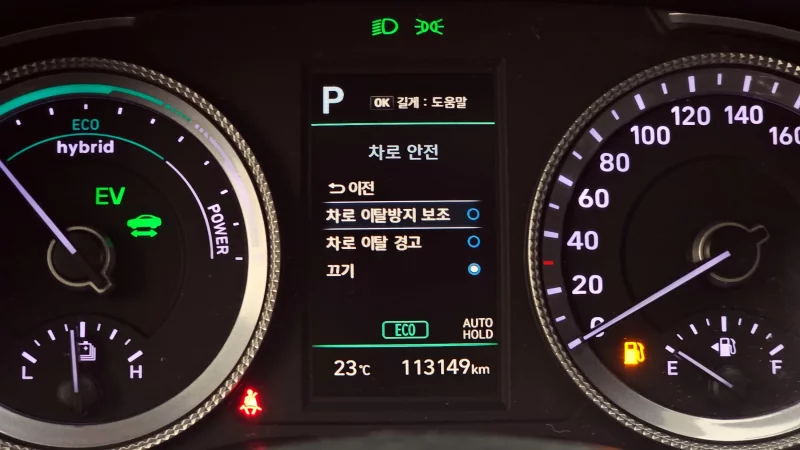 P
OK 길게 : 도움말
차로 안전
이전
차로 이탈방지 보조
차로 이탈 경고
끄기
ECO
AUTO
HOLD
23℃
113149km
ECO
hybrid
EV
POWER
L
H
0
20
40
60
80
100
120
140
160
E
F